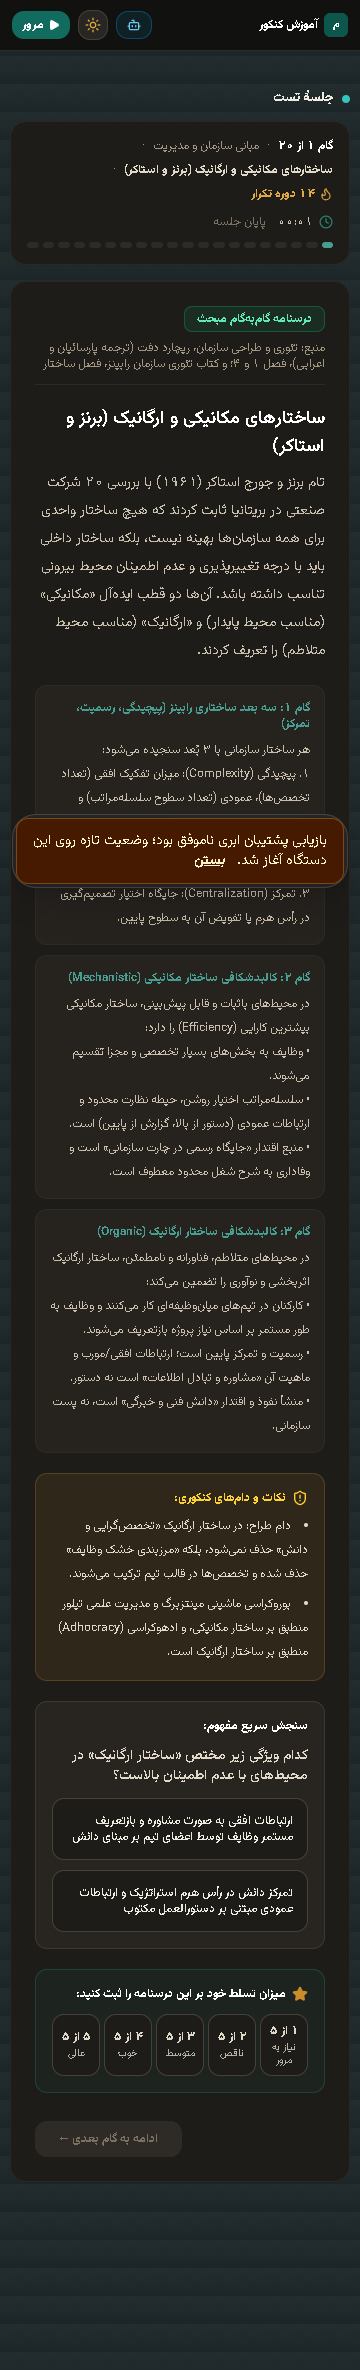 م آموزش کنکور
مرور
جلسهٔ تست
گام ۱ از ۲۰ · مبانی سازمان و مدیریت ·
ساختارهای مکانیکی و ارگانیک (برنز و استاکر) ·
۱۴ دوره تکرار
۰۰:۰۱ پایان جلسه
درسنامه گام‌به‌گام مبحث
منبع: تئوری و طراحی سازمان، ریچارد دفت (ترجمه پارسائیان و
اعرابی)، فصل ۱ و ۴؛ و کتاب تئوری سازمان رابینز، فصل ساختار
ساختارهای مکانیکی و ارگانیک (برنز و
استاکر)
تام برنز و جورج استاکر (۱۹۶۱) با بررسی ۲۰ شرکت
صنعتی در بریتانیا ثابت کردند که هیچ ساختار واحدی
برای همه سازمان‌ها بهینه نیست، بلکه ساختار داخلی
باید با درجه تغییرپذیری و عدم اطمینان محیط بیرونی
تناسب داشته باشد. آن‌ها دو قطب ایده‌آل «مکانیکی»
(مناسب محیط پایدار) و «ارگانیک» (مناسب محیط
متلاطم) را تعریف کردند.
گام ۱: سه بعد ساختاری رابینز (پیچیدگی، رسمیت،
تمرکز)
هر ساختار سازمانی با ۳ بُعد سنجیده می‌شود:
۱. پیچیدگی (Complexity): میزان تفکیک افقی (تعداد
تخصص‌ها)، عمودی (تعداد سطوح سلسله‌مراتب) و
بازیابی پشتیبان ابری ناموفق بود؛ وضعیت تازه روی این
دستگاه آغاز شد. بستن
۳. تمرکز (Centralization): جایگاه اختیار تصمیم‌گیری
در رأس هرم یا تفویض آن به سطوح پایین.
گام ۲: کالبدشکافی ساختار مکانیکی (Mechanistic)
در محیط‌های باثبات و قابل پیش‌بینی، ساختار مکانیکی
بیشترین کارایی (Efficiency) را دارد:
• وظایف به بخش‌های بسیار تخصصی و مجزا تقسیم
می‌شوند.
• سلسله‌مراتب اختیار روشن، حیطه نظارت محدود و
ارتباطات عمودی (دستور از بالا، گزارش از پایین) است.
• منبع اقتدار «جایگاه رسمی در چارت سازمانی» است و
وفاداری به شرح شغل محدود معطوف است.
گام ۳: کالبدشکافی ساختار ارگانیک (Organic)
در محیط‌های متلاطم، فناورانه و نامطمئن، ساختار ارگانیک
اثربخشی و نوآوری را تضمین می‌کند:
• کارکنان در تیم‌های میان‌وظیفه‌ای کار می‌کنند و وظایف به
طور مستمر بر اساس نیاز پروژه بازتعریف می‌شوند.
• رسمیت و تمرکز پایین است؛ ارتباطات افقی/مورب و
ماهیت آن «مشاوره و تبادل اطلاعات» است نه دستور.
• منشأ نفوذ و اقتدار «دانش فنی و خبرگی» است، نه پست
سازمانی.
نکات و دام‌های کنکوری:
• دام طراح: در ساختار ارگانیک «تخصص‌گرایی و
دانش» حذف نمی‌شود، بلکه «مرزبندی خشک وظایف»
حذف شده و تخصص‌ها در قالب تیم ترکیب می‌شوند.
• بوروکراسی ماشینی مینتزبرگ و مدیریت علمی تیلور
منطبق بر ساختار مکانیکی، و ادهوکراسی (Adhocracy)
منطبق بر ساختار ارگانیک است.
سنجش سریع مفهوم:
کدام ویژگی زیر مختص «ساختار ارگانیک» در
محیط‌های با عدم اطمینان بالاست؟
ارتباطات افقی به صورت مشاوره و بازتعریف
مستمر وظایف توسط اعضای تیم بر مبنای دانش
تمرکز دانش در رأس هرم استراتژیک و ارتباطات
عمودی مبتنی بر دستورالعمل مکتوب
میزان تسلط خود بر این درسنامه را ثبت کنید:
۱ از ۵ ۲ از ۵ ۳ از ۵ ۴ از ۵ ۵ از ۵
نیاز به مرور ناقص متوسط خوب عالی
ادامه به گام بعدی ←